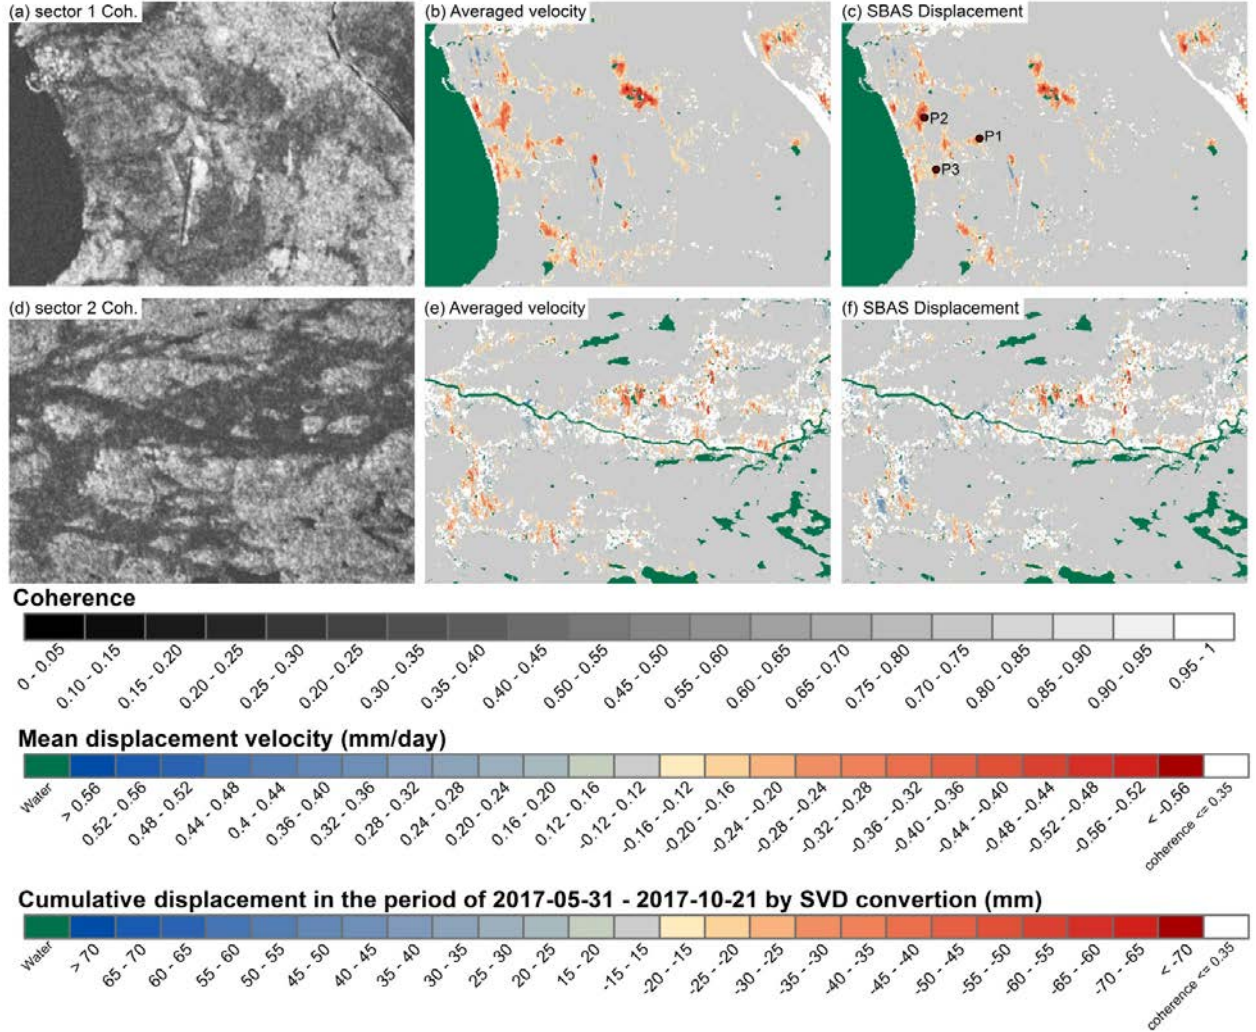 (a) sector 1 Coh.
(b) Averaged velocity
(c) SBAS Displacement
P2
P1
P3
(d) sector 2 Coh.
(e) Averaged velocity
(f) SBAS Displacement
Coherence
0 - 0.05
0.10 - 0.15
0.15 - 0.20
0.20 - 0.25
0.25 - 0.30
0.20 - 0.25
0.30 - 0.35
0.35 - 0.40
0.40 - 0.45
0.50 - 0.55
0.45 - 0.50
0.55 - 0.60
0.60 - 0.65
0.65 - 0.70
0.75 - 0.80
0.70 - 0.75
0.80 - 0.85
0.85 - 0.90
0.90 - 0.95
0.95 - 1
Mean displacement velocity (mm/day)
Water
> 0.56
0.52 - 0.56
0.48 - 0.52
0.44 - 0.48
0.4 - 0.44
0.36 - 0.40
0.32 - 0.36
0.28 - 0.32
0.24 - 0.28
0.20 - 0.24
0.16 - 0.20
0.12 - 0.16
-0.12 - 0.12
-0.16 - -0.12
-0.20 - -0.16
-0.24 - -0.20
-0.28 - -0.24
-0.32 - -0.28
-0.36 - -0.32
-0.40 - -0.36
-0.44 - -0.40
-0.48 - -0.44
-0.52 - -0.48
-0.56 - -0.52
< -0.56
coherence <= 0.35
Cumulative displacement in the period of 2017-05-31 - 2017-10-21 by SVD convertion (mm)
Water
> 70
65 - 70
60 - 65
55 - 60
50 - 55
45 - 50
40 - 45
35 - 40
30 - 35
25 - 30
20 - 25
15 - 20
-15 - 15
-20 - -15
-25 - -20
-30 - -25
-35 - -30
-40 - -35
-45 - -40
-50 - -45
-55 - -50
-60 - -55
-65 - -60
-70 - -65
< -70
coherence <= 0.35